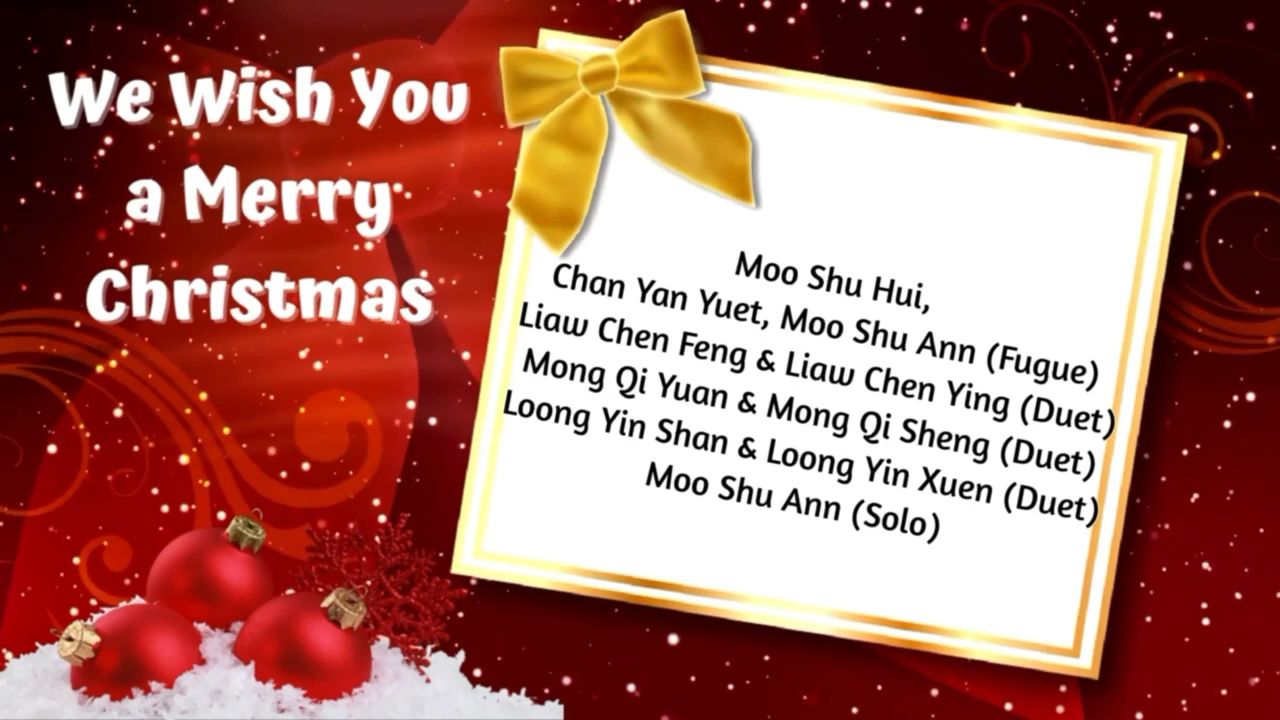 We Wish You
a Merry
Christmas
Moo Shu Hui,
Chan Yan Yuet, Moo Shu Ann (Fugue)
Liaw Chen Feng & Liaw Chen Ying (Duet)
Mong Qi Yuan & Mong Qi Sheng (Duet)
Loong Yin Shan & Loong Yin Xuen (Duet)
Moo Shu Ann (Solo)